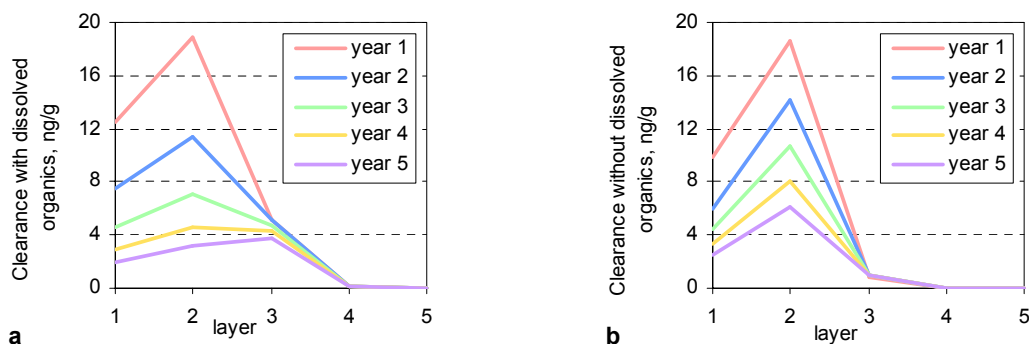 Clearance with dissolved
organics, ng/g
20
16
12
8
4
0
1 2 3 4 5
layer
year 1
year 2
year 3
year 4
year 5
a
Clearance without dissolved
organics, ng/g
20
16
12
8
4
0
1 2 3 4 5
layer
year 1
year 2
year 3
year 4
year 5
b